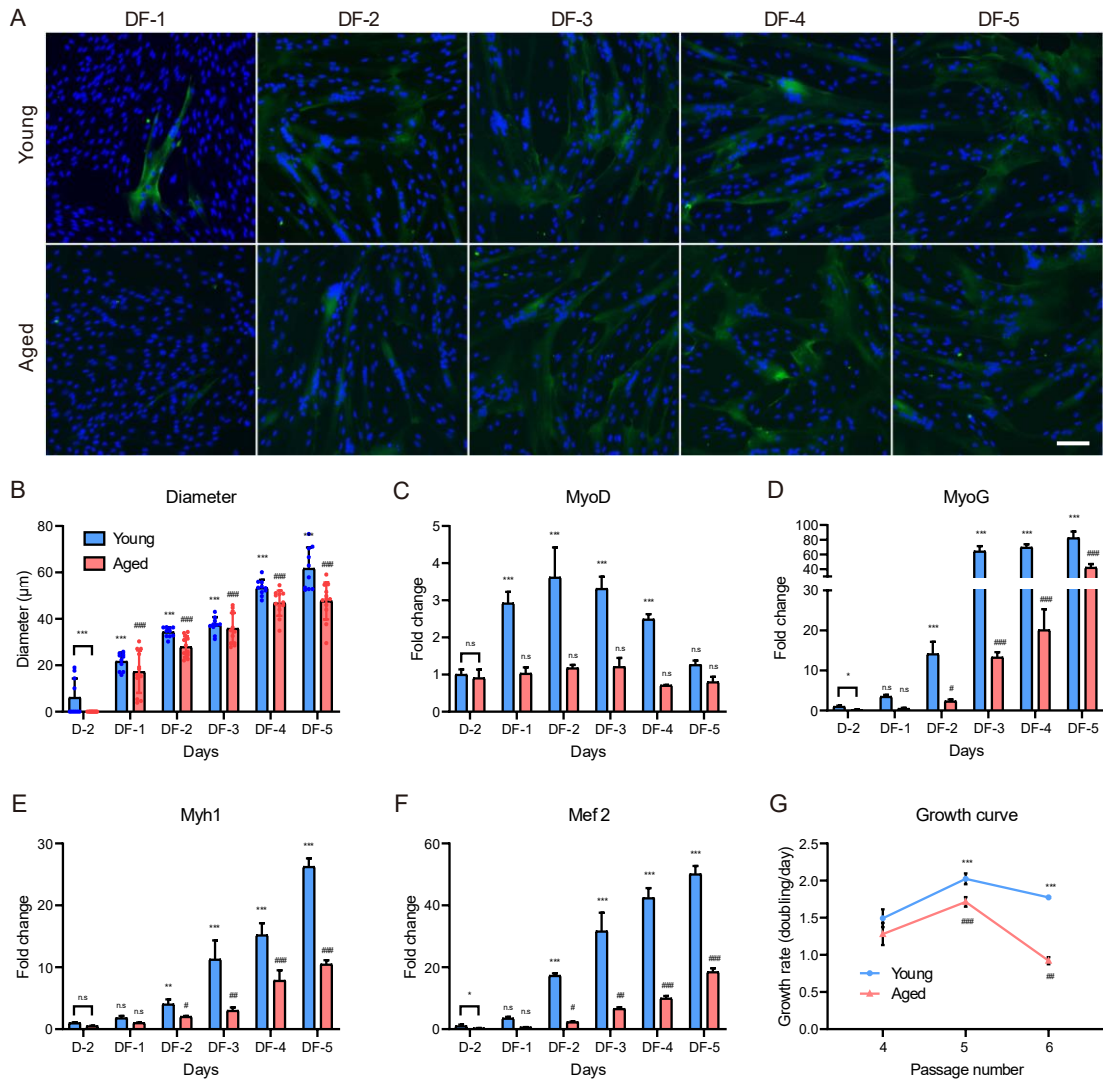 A
DF-1 DF-2 DF-3 DF-4 DF-5
Young
Aged
B
Diameter
Diameter (μm)
80
60
40
20
0
Young
Aged
***
***
###
***
###
***
###
***
###
***
###
D-2 DF-1 DF-2 DF-3 DF-4 DF-5
Days
C
MyoD
Fold change
5
4
3
2
1
0
n.s
***
n.s
***
n.s
***
n.s
***
n.s
n.s
n.s
D-2 DF-1 DF-2 DF-3 DF-4 DF-5
Days
D
MyoG
Fold change
100
80
60
40
30
20
10
0
*
n.s
n.s
***
#
***
###
***
###
***
###
D-2 DF-1 DF-2 DF-3 DF-4 DF-5
Days
E
Myh1
Fold change
30
20
10
0
n.s
n.s
n.s
**
#
***
##
***
###
***
###
D-2 DF-1 DF-2 DF-3 DF-4 DF-5
Days
F
Mef 2
Fold change
60
40
20
0
*
n.s
n.s
***
#
***
##
***
###
***
###
D-2 DF-1 DF-2 DF-3 DF-4 DF-5
Days
G
Growth curve
Growth rate (doubling/day)
2.5
2.0
1.5
1.0
0.5
0.0
***
***
###
##
Young
Aged
4 5 6
Passage number